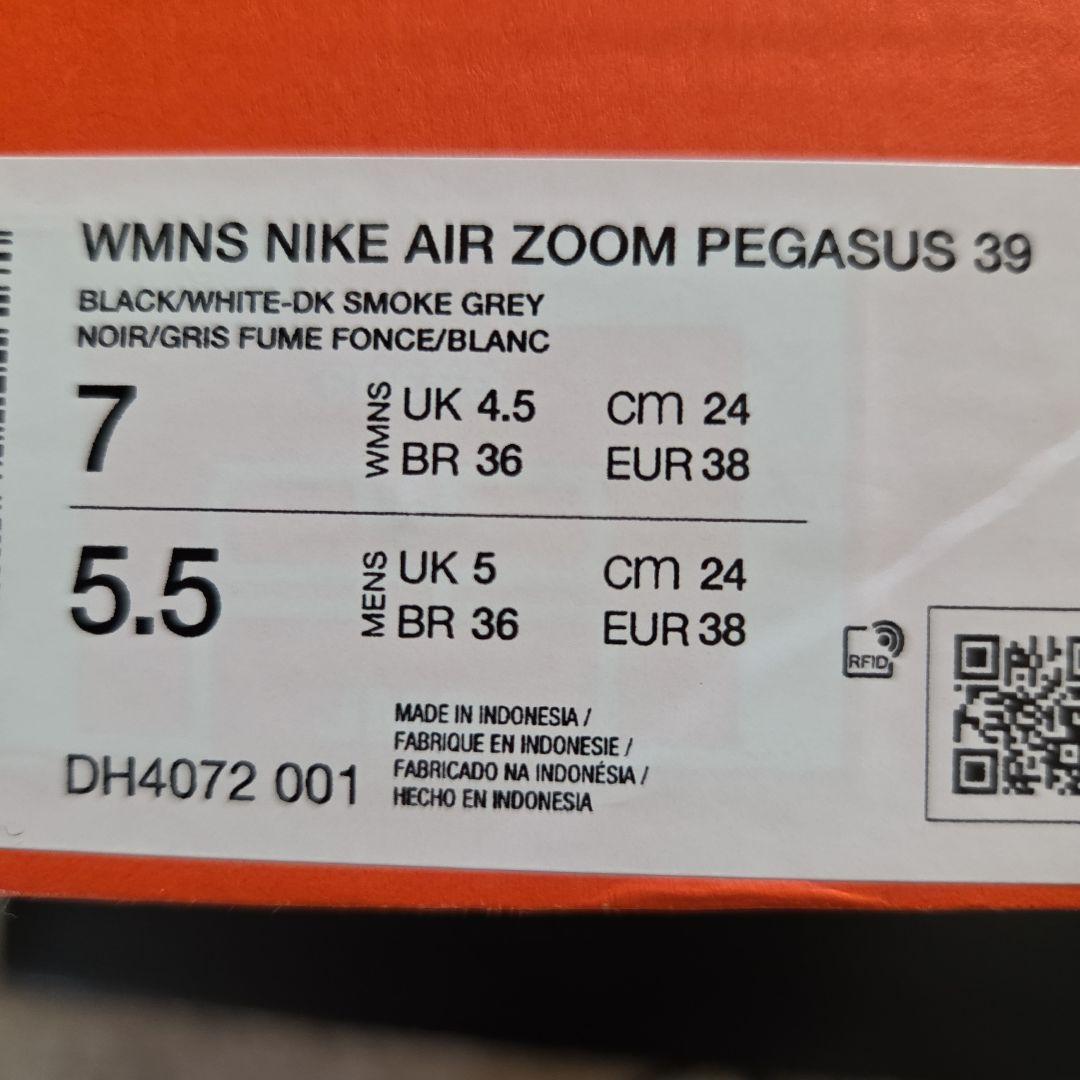 WMNS NIKE AIR ZOOM PEGASUS 39
BLACK/WHITE-DK SMOKE GREY
NOIR/GRIS FUME FONCE/BLANC
7 WMNS UK 4.5 cm 24
BR 36 EUR 38
5.5 MENS UK 5 cm 24
BR 36 EUR 38
RFID
MADE IN INDONESIA /
FABRIQUE EN INDONESIE /
FABRICADO NA INDONÉSIA /
HECHO EN INDONESIA
DH4072 001